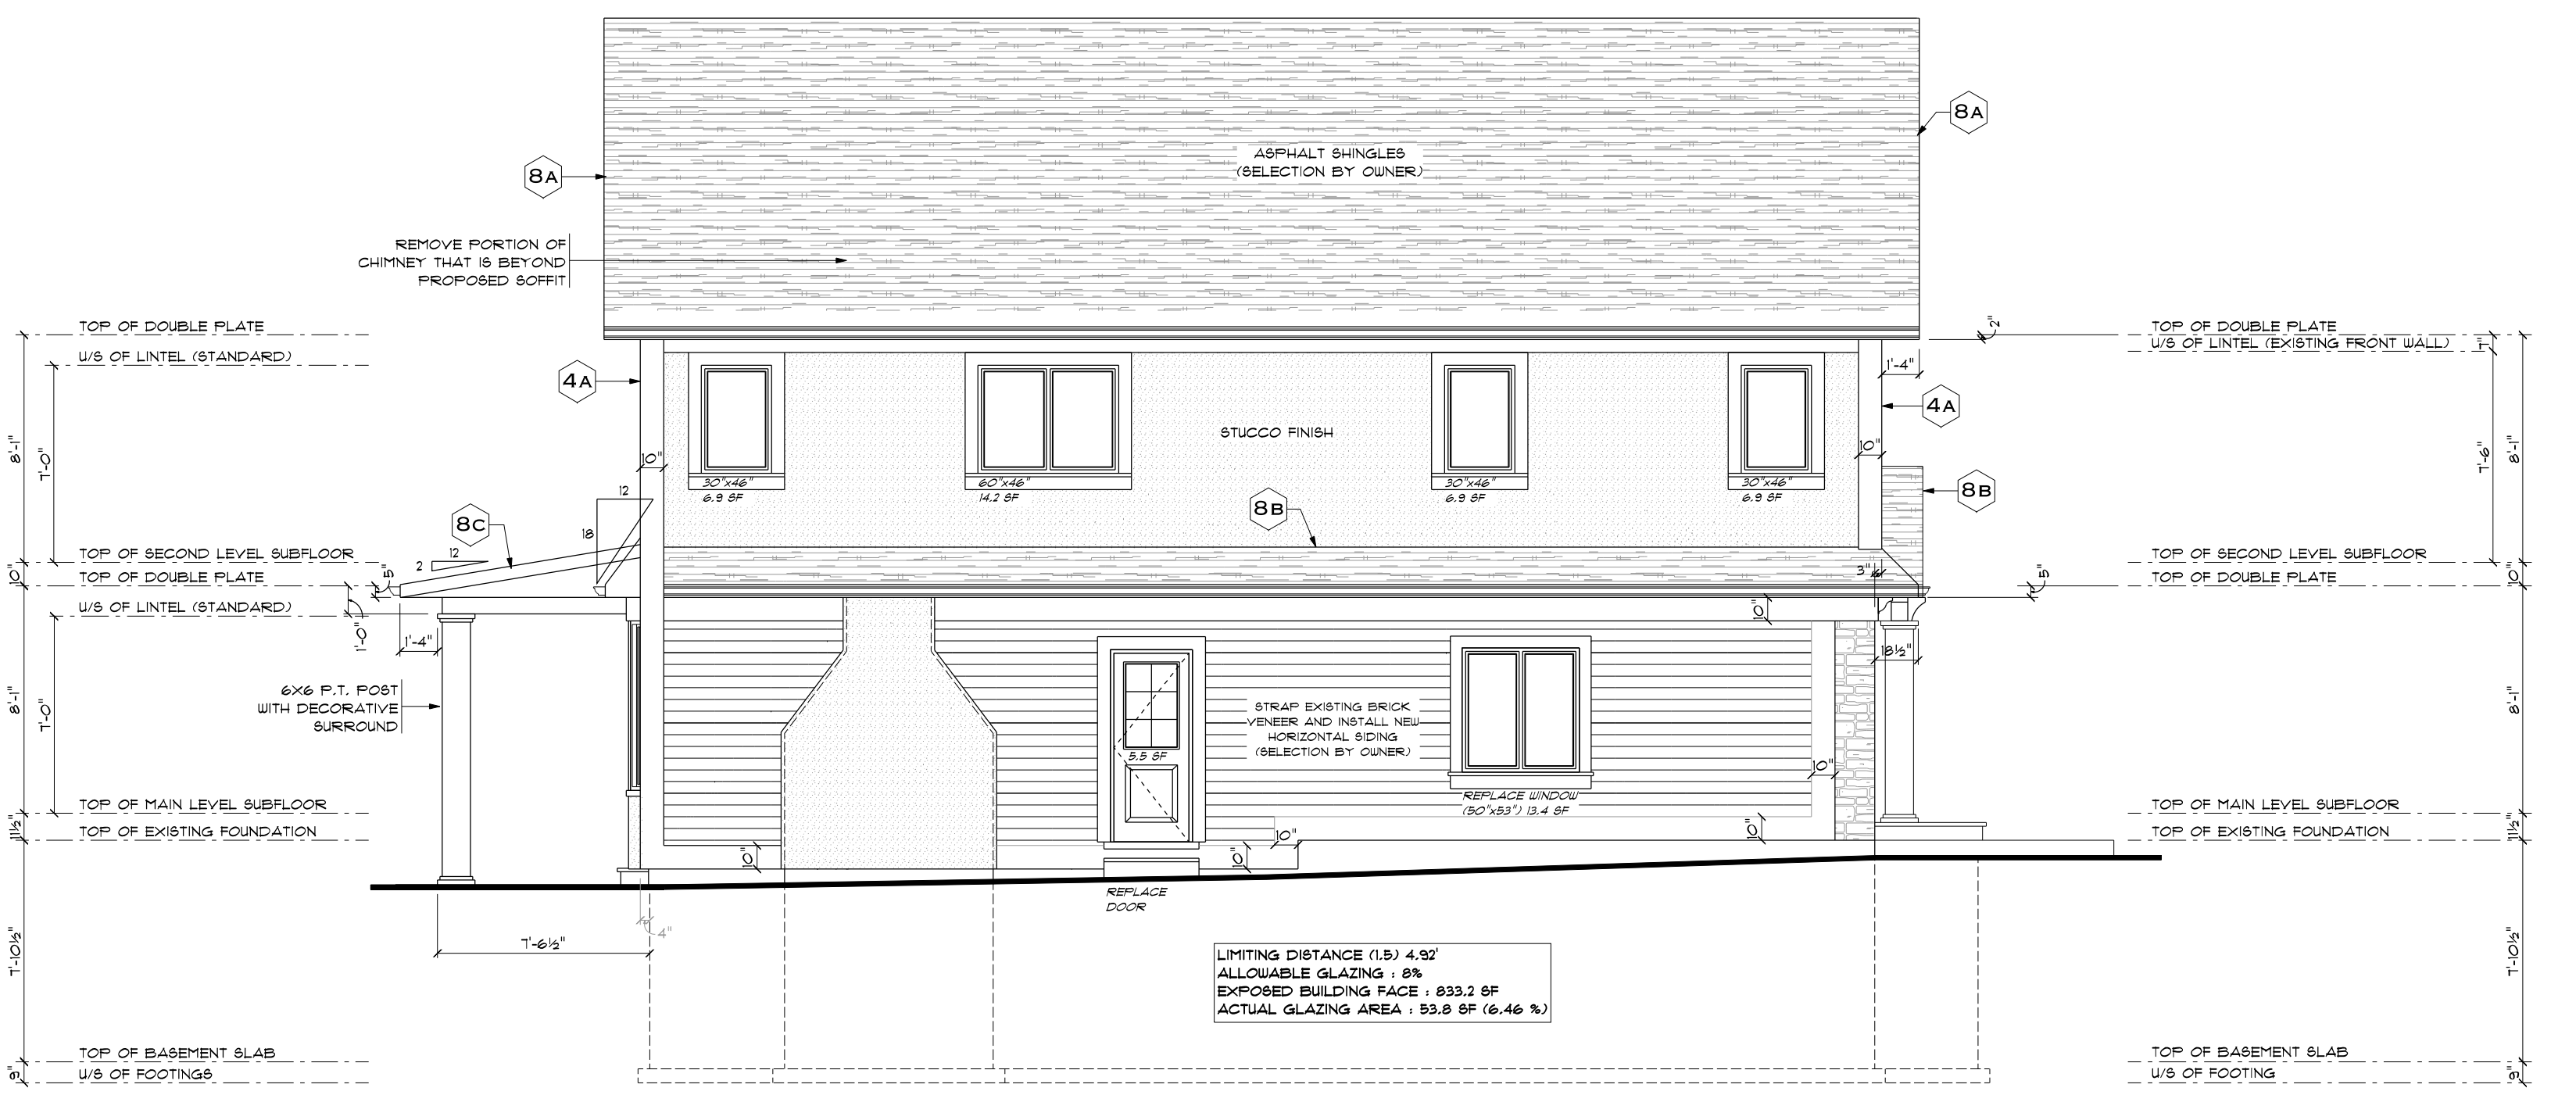 8A
ASPHALT SHINGLES
(SELECTION BY OWNER)
8A
REMOVE PORTION OF
CHIMNEY THAT IS BEYOND
PROPOSED SOFFIT
TOP OF DOUBLE PLATE
U/S OF LINTEL (STANDARD)
8'-1"
7'-0"
4A
10"
STUCCO FINISH
30"x46"
6.9 SF
60"x46"
14.2 SF
30"x46"
6.9 SF
30"x46"
6.9 SF
2"
TOP OF DOUBLE PLATE
U/S OF LINTEL (EXISTING FRONT WALL)
7"
1'-4"
4A
10"
7'-6"
8'-1"
8B
8B
12
18
8C
12
2
TOP OF SECOND LEVEL SUBFLOOR
10"
TOP OF DOUBLE PLATE
5"
U/S OF LINTEL (STANDARD)
1'-0"
1'-4"
TOP OF SECOND LEVEL SUBFLOOR
3"
5"
10"
TOP OF DOUBLE PLATE
10"
18½"
8'-1"
7'-0"
6X6 P.T. POST
WITH DECORATIVE
SURROUND
STRAP EXISTING BRICK
VENEER AND INSTALL NEW
HORIZONTAL SIDING
(SELECTION BY OWNER)
5.5 SF
REPLACE WINDOW
(50"x53") 13.4 SF
10"
8'-1"
TOP OF MAIN LEVEL SUBFLOOR
11½"
TOP OF EXISTING FOUNDATION
10"
10"
10"
10"
TOP OF MAIN LEVEL SUBFLOOR
11½"
TOP OF EXISTING FOUNDATION
REPLACE
DOOR
4"
7'-6½"
7'-10½"
7'-10½"
LIMITING DISTANCE (1.5) 4.92'
ALLOWABLE GLAZING : 8%
EXPOSED BUILDING FACE : 833.2 SF
ACTUAL GLAZING AREA : 53.8 SF (6.46 %)
TOP OF BASEMENT SLAB
9"
U/S OF FOOTINGS
TOP OF BASEMENT SLAB
9"
U/S OF FOOTING